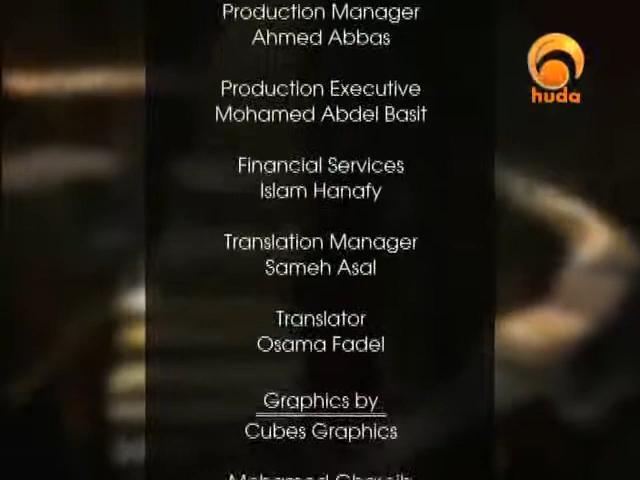 Production Manager
Ahmed Abbas
Production Executive
Mohamed Abdel Basit
Financial Services
Islam Hanafy
Translation Manager
Sameh Asal
Translator
Osama Fadel
Graphics by
Cubes Graphics
Mohamed
huda